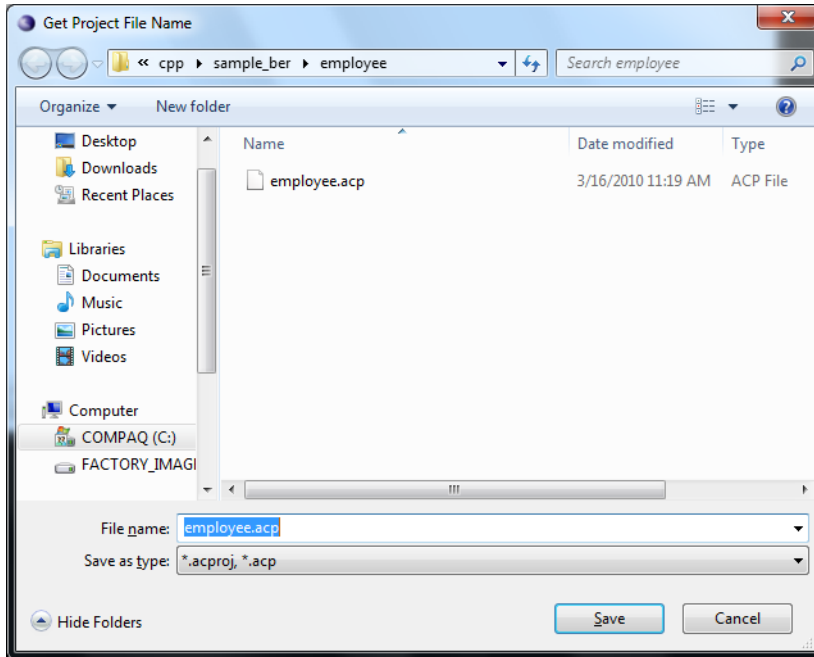 Get Project File Name
« cpp sample_ber employee Search employee
Organize New folder
Desktop
Downloads
Recent Places
Libraries
Documents
Music
Pictures
Videos
Computer
COMPAQ (C:)
FACTORY_IMAGI
Name Date modified Type
employee.acp 3/16/2010 11:19 AM ACP File
File name: employee.acp
Save as type: *.acproj, *.acp
Hide Folders Save Cancel